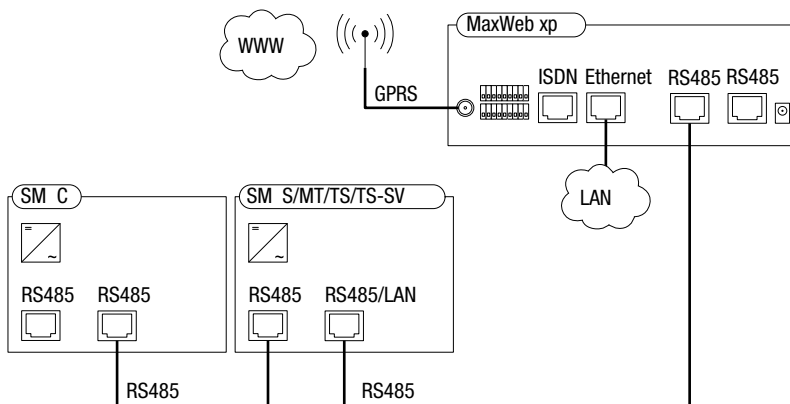 WWW
MaxWeb xp
GPRS
ISDN Ethernet RS485 RS485
LAN
SM C
SM S/MT/TS/TS-SV
=
~
=
~
RS485 RS485
RS485 RS485/LAN
RS485
RS485